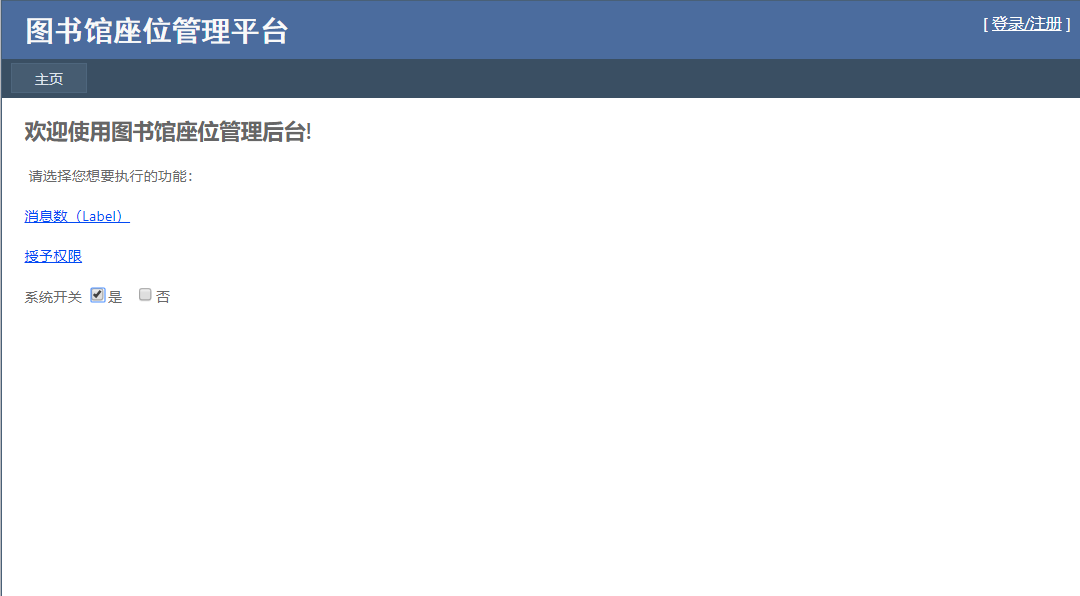 图书馆座位管理平台
[ 登录/注册 ]
主页
欢迎使用图书馆座位管理后台!
请选择您想要执行的功能：
消息数（Label）
授予权限
系统开关 是 否